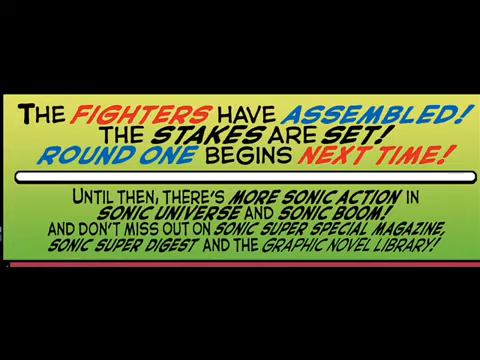 THE FIGHTERS HAVE ASSEMBLED!
THE STAKES ARE SET!
ROUND ONE BEGINS NEXT TIME!
UNTIL THEN, THERE'S MORE SONIC ACTION IN
SONIC UNIVERSE AND SONIC BOOM!
AND DON'T MISS OUT ON SONIC SUPER SPECIAL MAGAZINE,
SONIC SUPER DIGEST AND THE GRAPHIC NOVEL LIBRARY!